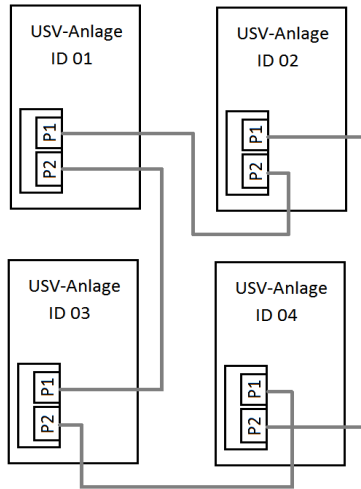 USV-Anlage
ID 01
P1
P2
USV-Anlage
ID 02
P1
P2
USV-Anlage
ID 03
P1
P2
USV-Anlage
ID 04
P1
P2